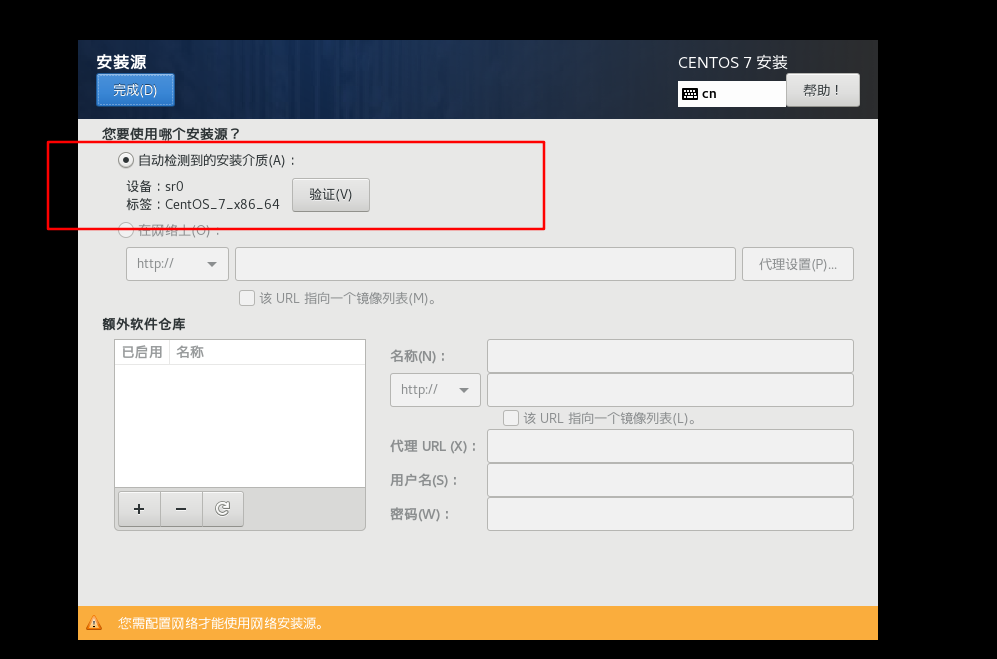 安装源
CENTOS 7 安装
完成(D)
cn
帮助！
您要使用哪个安装源？
自动检测到的安装介质(A)：
设备：sr0
标签：CentOS_7_x86_64
验证(V)
在网络上(O)：
http://
代理设置(P)...
该 URL 指向一个镜像列表(M)。
额外软件仓库
已启用
名称
名称(N)：
http://
该 URL 指向一个镜像列表(L)。
代理 URL (X)：
用户名(S)：
密码(W)：
您需配置网络才能使用网络安装源。